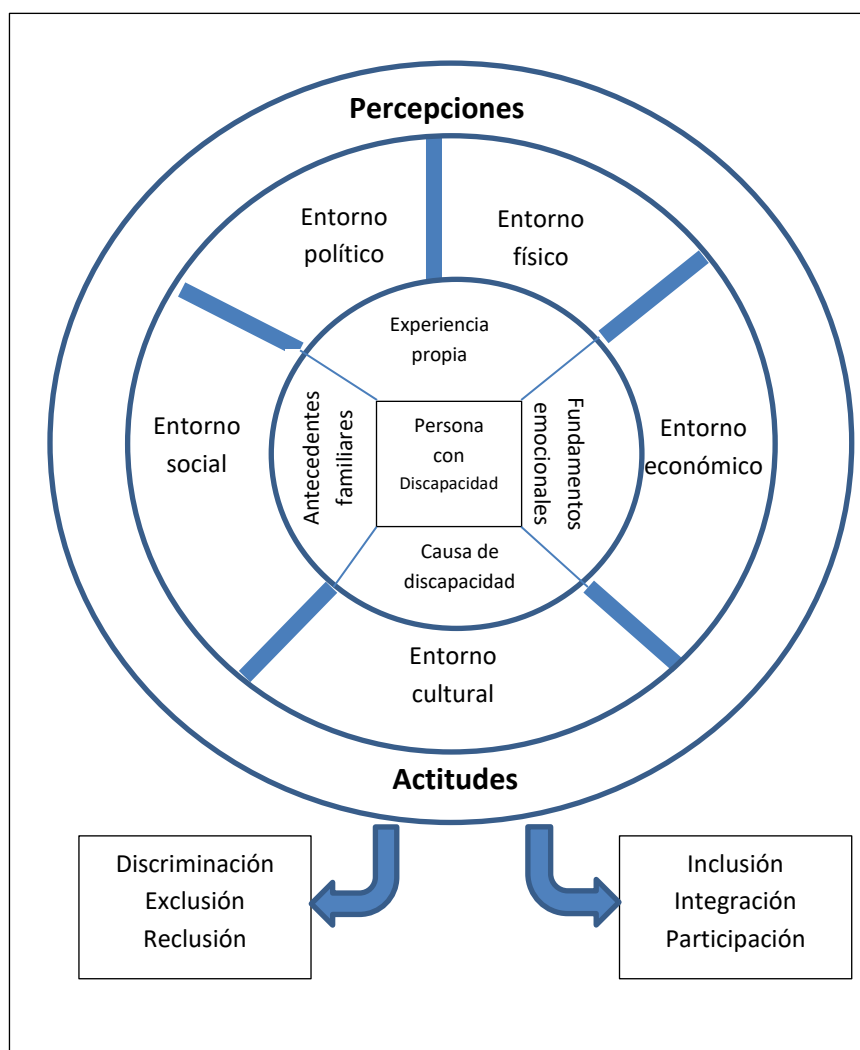 Percepciones
Entorno
político
Entorno
físico
Experiencia
propia
Entorno
social
Antecedentes
familiares
Persona
con
Discapacidad
Fundamentos
emocionales
Entorno
económico
Causa de
discapacidad
Entorno
cultural
Actitudes
Discriminación
Exclusión
Reclusión
Inclusión
Integración
Participación